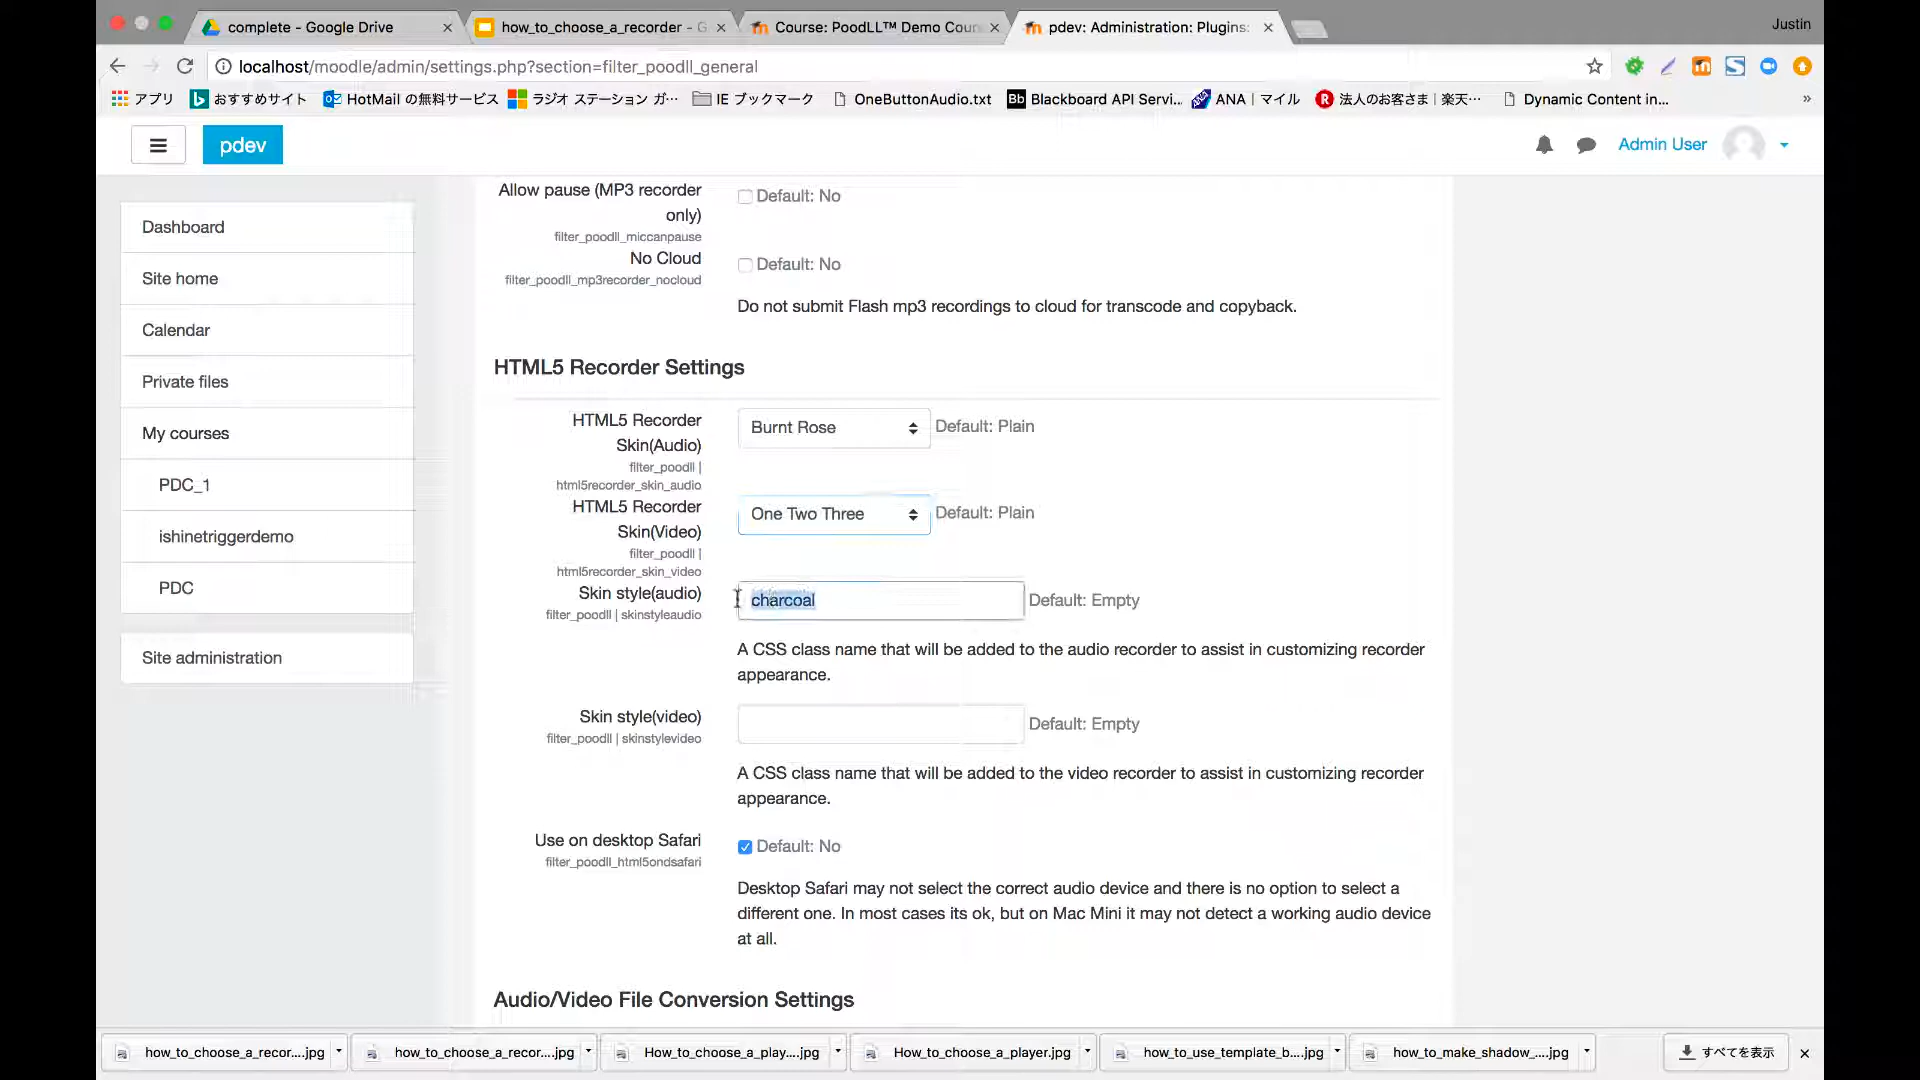 complete - Google Drive
how_to_choose_a_recorder - G
Course: PoodLL™ Demo Cour
pdev: Administration: Plugins:
Justin
localhost/moodle/admin/settings.php?section=filter_poodll_general
アプリ
おすすめサイト
HotMail の無料サービス
ラジオ ステーション ガ…
IE ブックマーク
OneButtonAudio.txt
Bb Blackboard API Servi...
ANA | マイル
R 法人のお客さま | 楽天…
Dynamic Content in...
»
pdev
Admin User
Dashboard
Site home
Calendar
Private files
My courses
PDC_1
ishinetriggerdemo
PDC
Site administration
Allow pause (MP3 recorder
only)
filter_poodll_miccanpause
Default: No
No Cloud
filter_poodll_mp3recorder_nocloud
Default: No
Do not submit Flash mp3 recordings to cloud for transcode and copyback.
HTML5 Recorder Settings
HTML5 Recorder
Skin(Audio)
filter_poodll |
html5recorder_skin_audio
Burnt Rose
Default: Plain
HTML5 Recorder
Skin(Video)
filter_poodll |
html5recorder_skin_video
One Two Three
Default: Plain
Skin style(audio)
filter_poodll | skinstyleaudio
charcoal
Default: Empty
A CSS class name that will be added to the audio recorder to assist in customizing recorder
appearance.
Skin style(video)
filter_poodll | skinstylevideo
Default: Empty
A CSS class name that will be added to the video recorder to assist in customizing recorder
appearance.
Use on desktop Safari
filter_poodll_html5ondsafari
Default: No
Desktop Safari may not select the correct audio device and there is no option to select a
different one. In most cases its ok, but on Mac Mini it may not detect a working audio device
at all.
Audio/Video File Conversion Settings
how_to_choose_a_recor....jpg
how_to_choose_a_recor....jpg
How_to_choose_a_play....jpg
How_to_choose_a_player.jpg
how_to_use_template_b....jpg
how_to_make_shadow_....jpg
すべてを表示